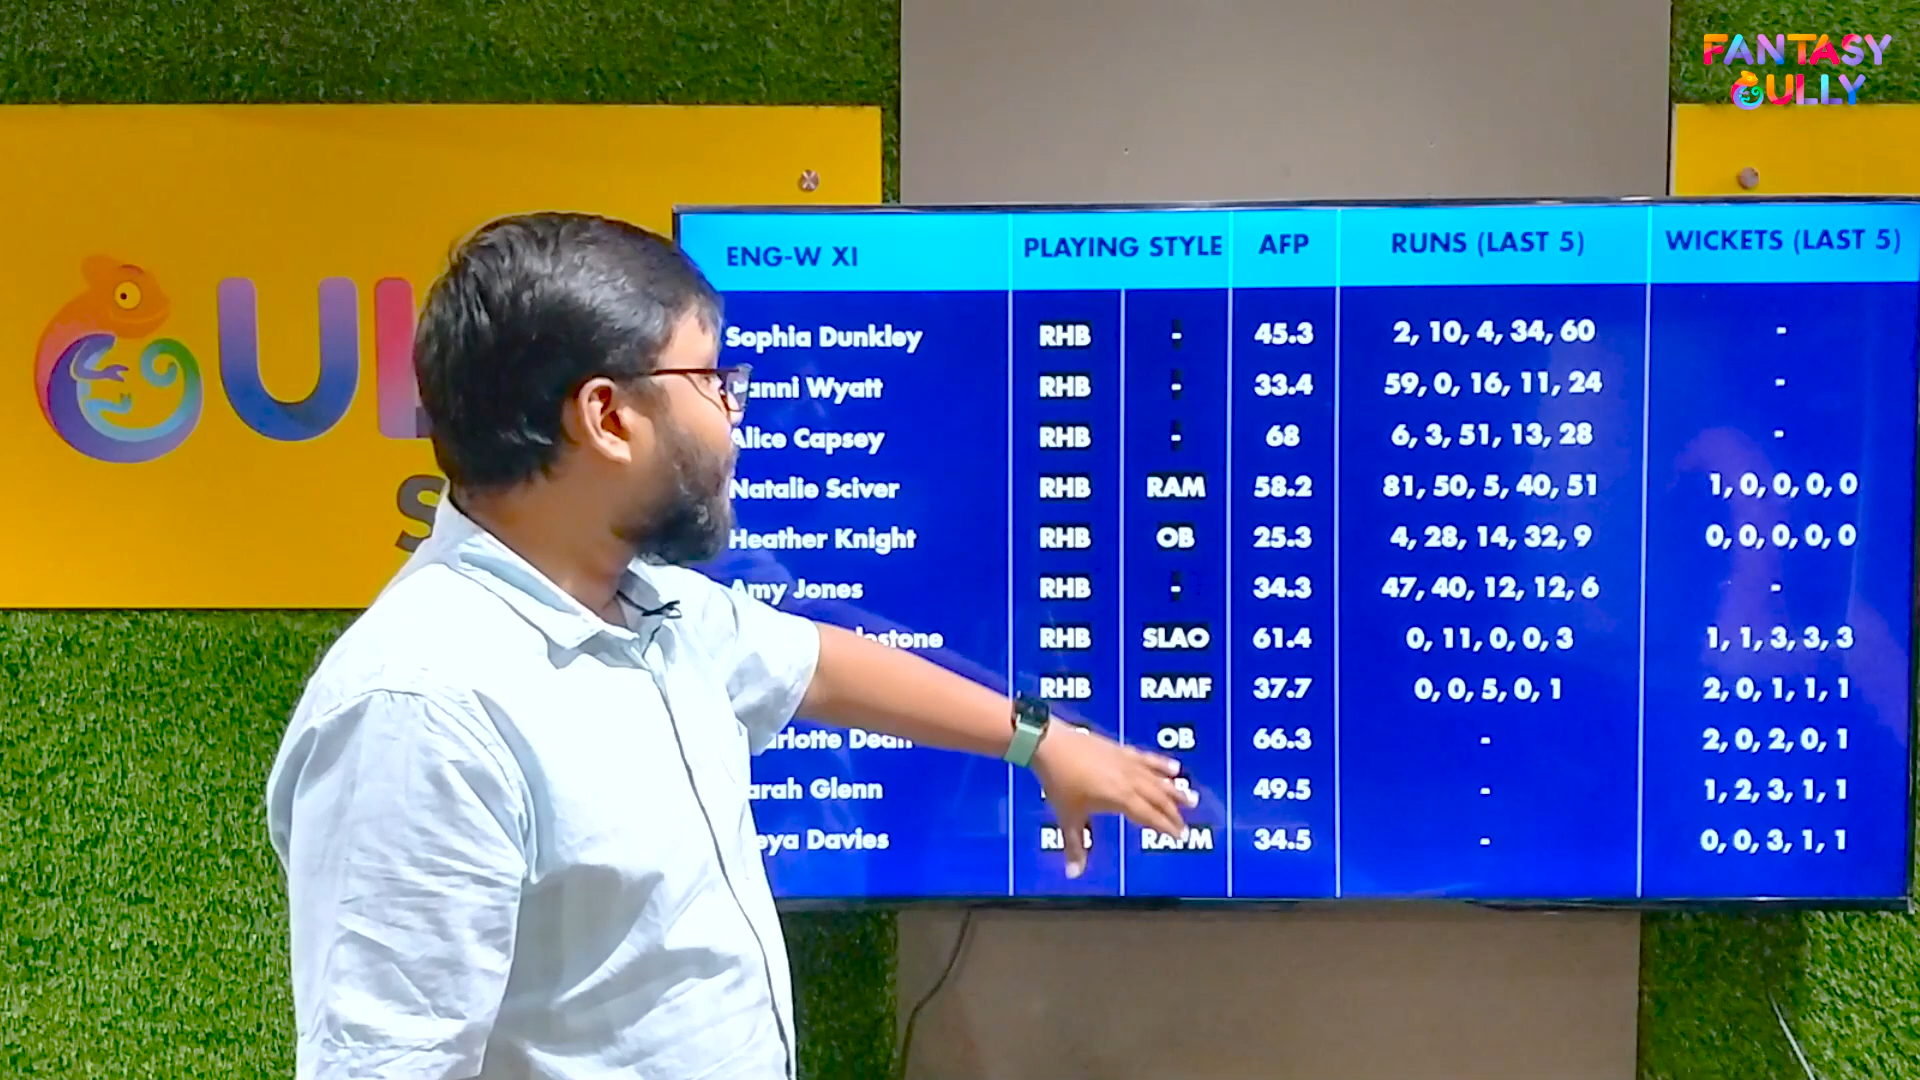 FANTASY
GULLY
GUL
S
ENG-W XI PLAYING STYLE AFP RUNS (LAST 5) WICKETS (LAST 5)
Sophia Dunkley RHB - 45.3 2, 10, 4, 34, 60 -
anni Wyatt RHB - 33.4 59, 0, 16, 11, 24 -
Alice Capsey RHB - 68 6, 3, 51, 13, 28 -
Natalie Sciver RHB RAM 58.2 81, 50, 5, 40, 51 1, 0, 0, 0, 0
Heather Knight RHB OB 25.3 4, 28, 14, 32, 9 0, 0, 0, 0, 0
Amy Jones RHB - 34.3 47, 40, 12, 12, 6 -
lestone RHB SLAO 61.4 0, 11, 0, 0, 3 1, 1, 3, 3, 3
RHB RAMF 37.7 0, 0, 5, 0, 1 2, 0, 1, 1, 1
arlotte Dean OB 66.3 - 2, 0, 2, 0, 1
arah Glenn 49.5 - 1, 2, 3, 1, 1
eya Davies 34.5 - 0, 0, 3, 1, 1